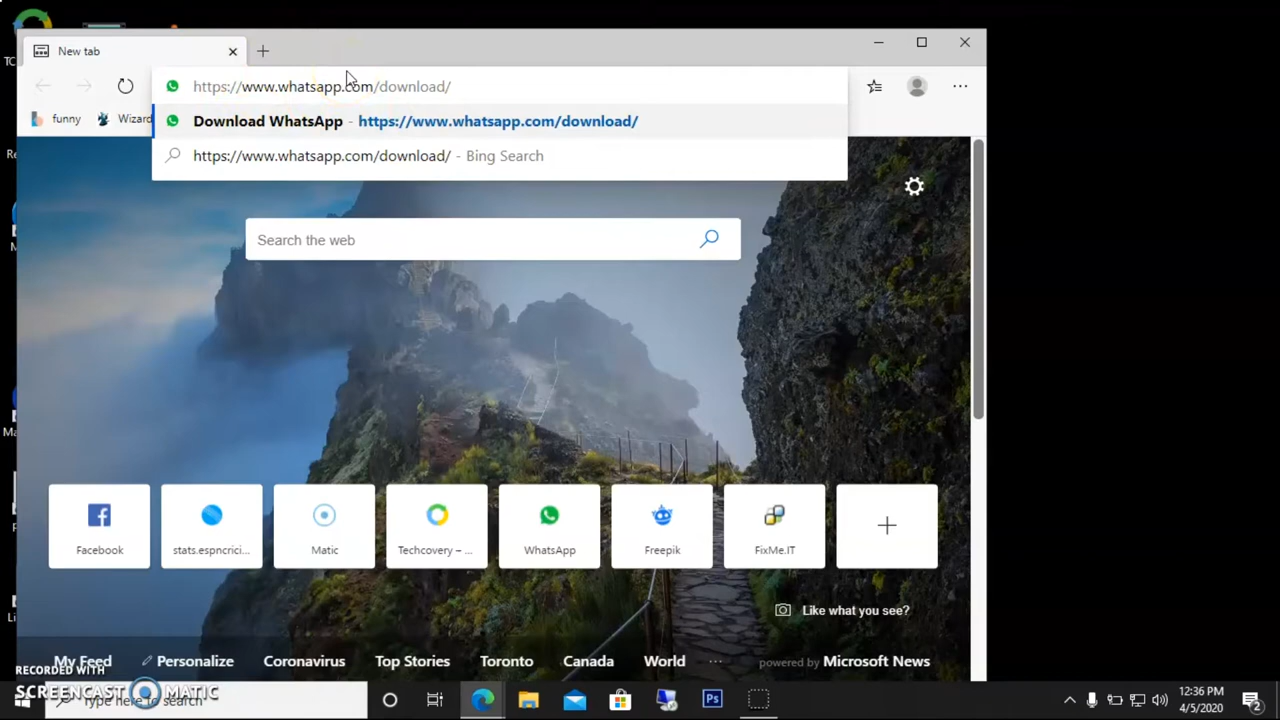 New tab
https://www.whatsapp.com/download/
funny
Wizard
Download WhatsApp - https://www.whatsapp.com/download/
https://www.whatsapp.com/download/ - Bing Search
Search the web
Facebook
stats.espncrici...
Matic
Techcovery – ...
WhatsApp
Freepik
FixMe.IT
Like what you see?
My Feed
Personalize
Coronavirus
Top Stories
Toronto
Canada
World
...
powered by Microsoft News
RECORDED WITH
SCREENCAST MATIC
Type here to search
Ps
12:36 PM
4/5/2020
2